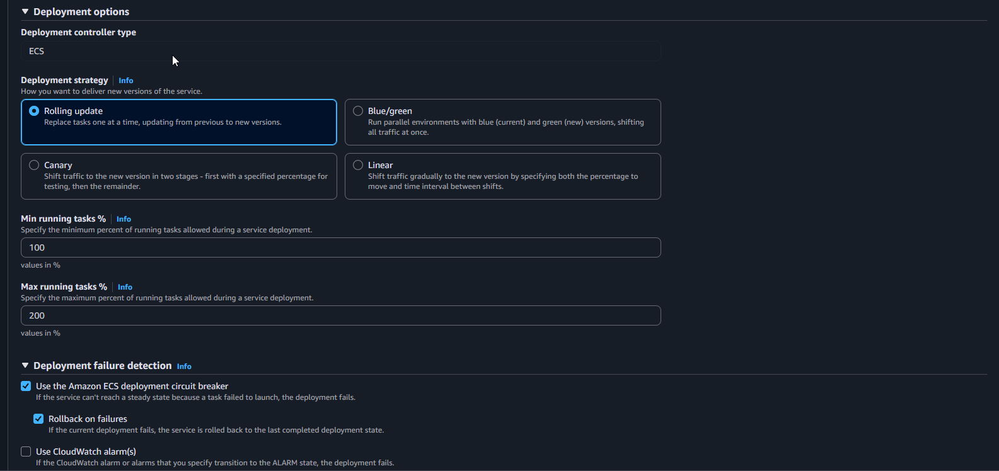 Deployment options
Deployment controller type
ECS
Deployment strategy Info
How you want to deliver new versions of the service.
Rolling update
Replace tasks one at a time, updating from previous to new versions.
Blue/green
Run parallel environments with blue (current) and green (new) versions, shifting
all traffic at once.
Canary
Shift traffic to the new version in two stages - first with a specified percentage for
testing, then the remainder.
Linear
Shift traffic gradually to the new version by specifying both the percentage to
move and time interval between shifts.
Min running tasks % Info
Specify the minimum percent of running tasks allowed during a service deployment.
100
values in %
Max running tasks % Info
Specify the maximum percent of running tasks allowed during a service deployment.
200
values in %
Deployment failure detection Info
Use the Amazon ECS deployment circuit breaker
If the service can't reach a steady state because a task failed to launch, the deployment fails.
Rollback on failures
If the current deployment fails, the service is rolled back to the last completed deployment state.
Use CloudWatch alarm(s)
If the CloudWatch alarm or alarms that you specify transition to the ALARM state, the deployment fails.